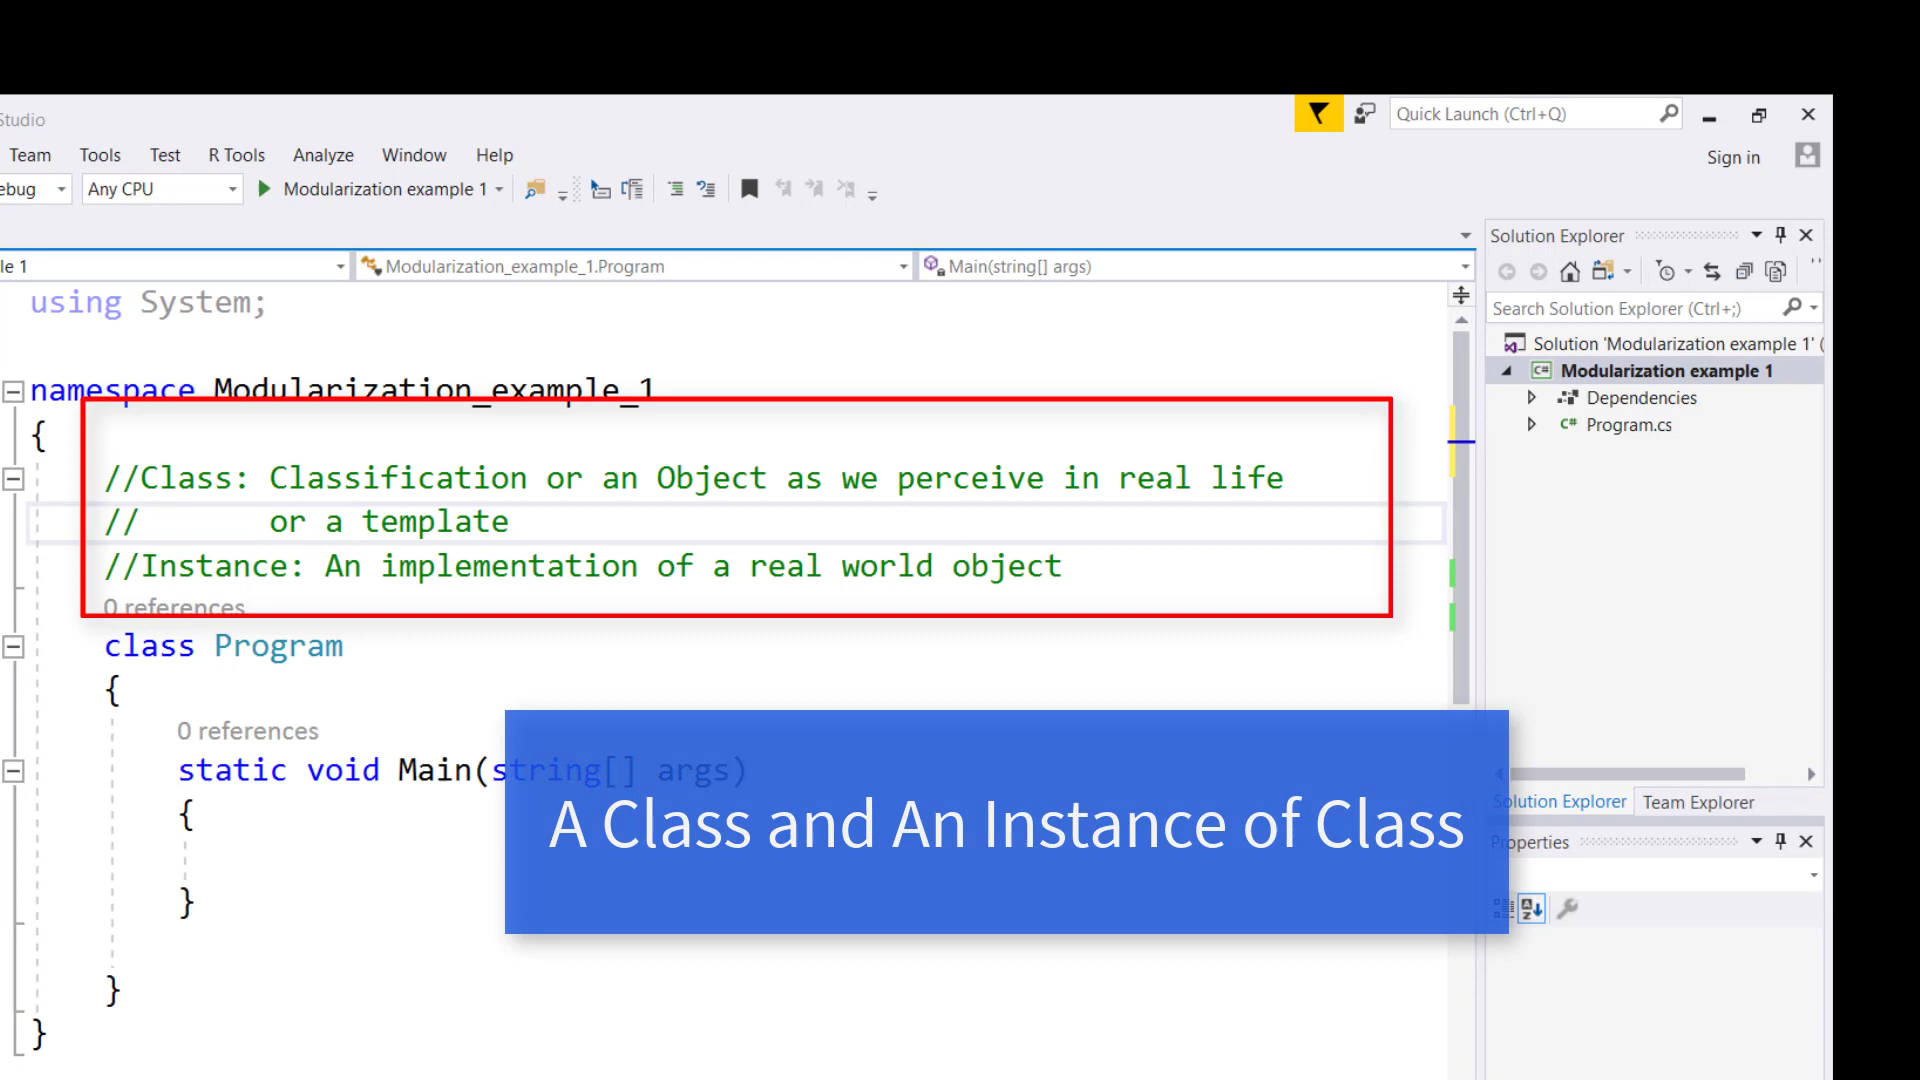 Studio
Quick Launch (Ctrl+Q)
Team Tools Test R Tools Analyze Window Help
Sign in
ebug Any CPU Modularization example 1
Solution Explorer
le 1 Modularization_example_1.Program Main(string[] args)
Search Solution Explorer (Ctrl+;)
Solution 'Modularization example 1' (
C# Modularization example 1
Dependencies
C# Program.cs
using System;
namespace Modularization_example_1
{
//Class: Classification or an Object as we perceive in real life
// or a template
//Instance: An implementation of a real world object
0 references
class Program
{
0 references
static void Main(string[] args)
{
}
}
}
A Class and An Instance of Class
Solution Explorer Team Explorer
Properties